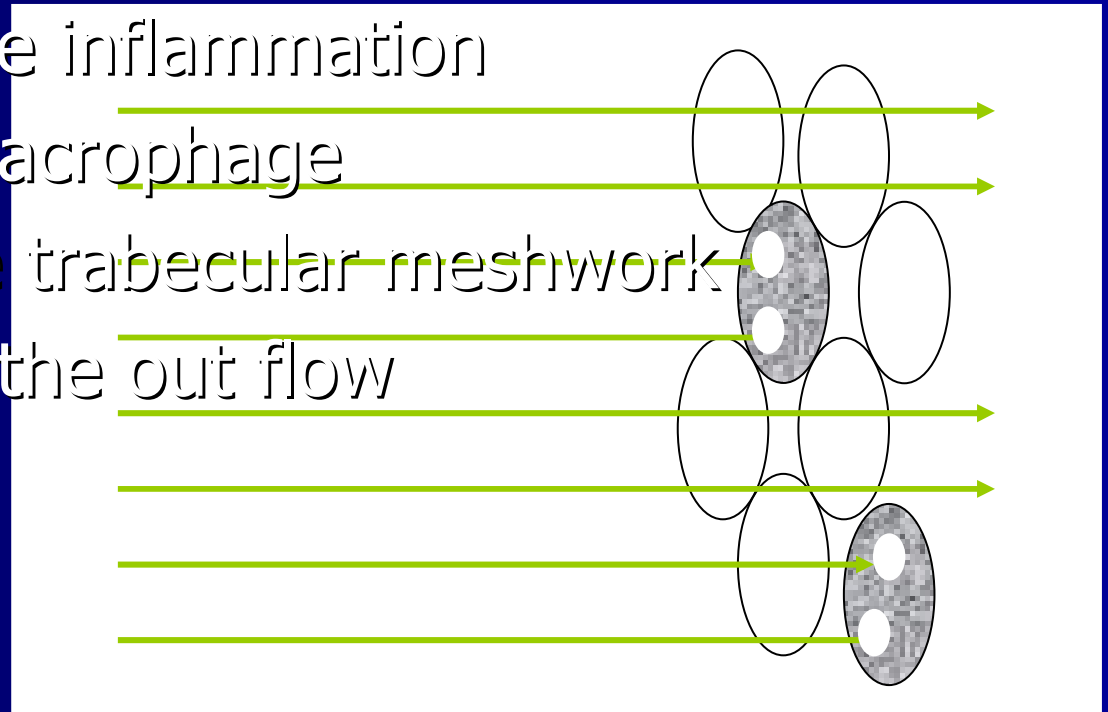 e inflammation
acrophage
e trabecular meshwork
the out flow